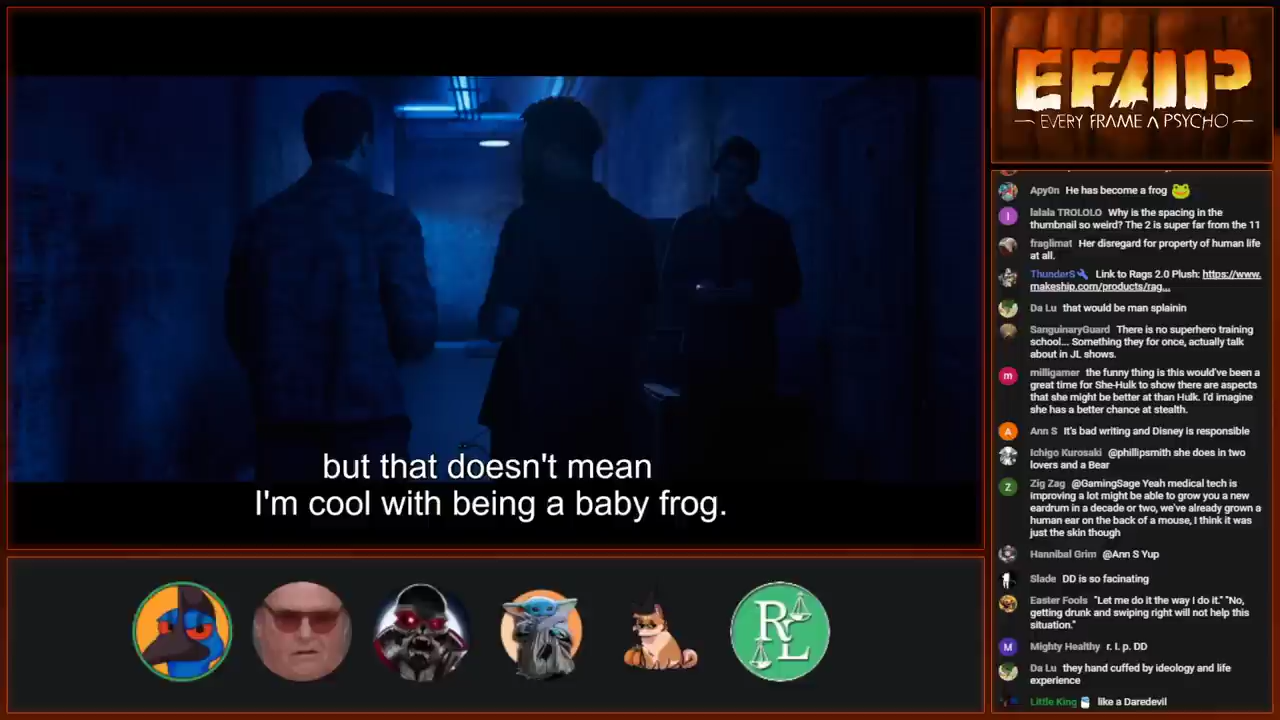 but that doesn't mean
I'm cool with being a baby frog.
EFAP
EVERY FRAME A PSYCHO
Apy0n He has become a frog 🐸
lalala TROLOLO Why is the spacing in the
thumbnail so weird? The 2 is super far from the 11
fraglimat Her disregard for property of human life
at all.
ThunderS🔧 Link to Rags 2.0 Plush: https://www.
makeship.com/products/rag...
Da Lu that would be man splainin
SanguinaryGuard There is no superhero training
school... Something they for once, actually talk
about in JL shows.
m
milligamer the funny thing is this would've been a
great time for She-Hulk to show there are aspects
that she might be better at than Hulk. I'd imagine
she has a better chance at stealth.
A
Ann S It's bad writing and Disney is responsible
Ichigo Kurosaki @phillipsmith she does in two
lovers and a Bear
Z
Zig Zag @GamingSage Yeah medical tech is
improving a lot might be able to grow you a new
eardrum in a decade or two, we've already grown a
human ear on the back of a mouse, I think it was
just the skin though
Hannibal Grim @Ann S Yup
Slade DD is so facinating
Easter Fools "Let me do it the way I do it." "No,
getting drunk and swiping right will not help this
situation."
M
Mighty Healthy r. I. p. DD
Da Lu they hand cuffed by ideology and life
experience
Little King like a Daredevil
RL